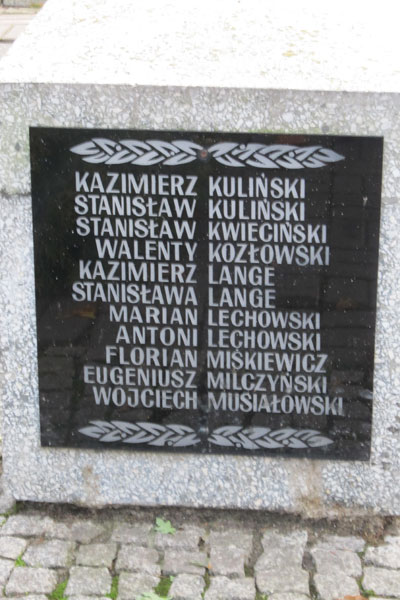 KAZIMIERZ KULIŃSKI
STANISŁAW KULIŃSKI
STANISŁAW KWIECIŃSKI
WALENTY KOZŁOWSKI
KAZIMIERZ LANGE
STANISŁAWA LANGE
MARIAN LECHOWSKI
ANTONI LECHOWSKI
FLORIAN MIŚKIEWICZ
EUGENIUSZ MILCZYŃSKI
WOJCIECH MUSIAŁOWSKI